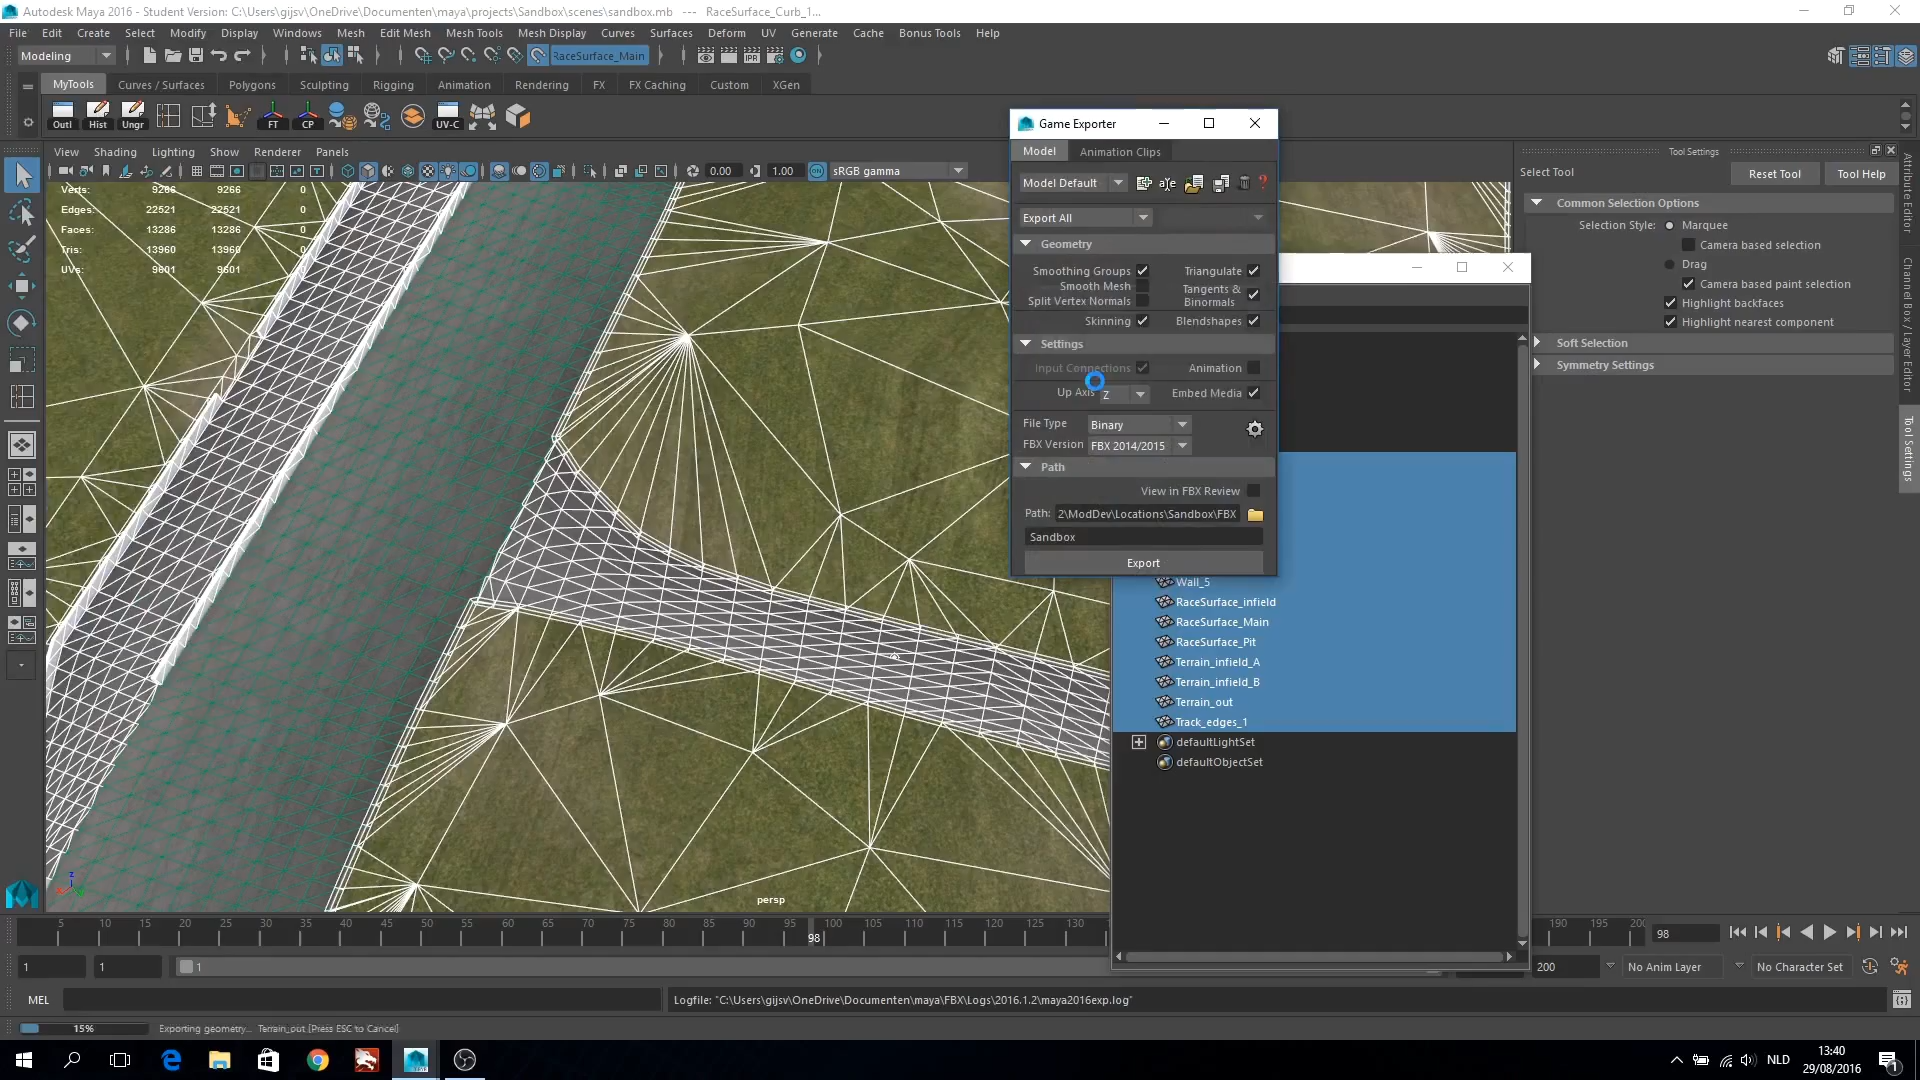 Autodesk Maya 2016 - Student Version: C:\Users\gijsv\OneDrive\Documenten\maya\projects\Sandbox\scenes\sandbox.mb --- RaceSurface_Curb_1...
File Edit Create Select Modify Display Windows Mesh Edit Mesh Mesh Tools Mesh Display Curves Surfaces Deform UV Generate Cache Bonus Tools Help
Modeling RaceSurface_Main
MyTools Curves / Surfaces Polygons Sculpting Rigging Animation Rendering FX FX Caching Custom XGen
Outl Hist Ungr FT CP UV-C
View Shading Lighting Show Renderer Panels
0.00 1.00 sRGB gamma
Verts: 9266 9266 0
Edges: 22521 22521 0
Faces: 13286 13286 0
Tris: 13960 13960 0
UVs: 9601 9601 0
persp
Game Exporter
Model Animation Clips
Model Default
Export All
Geometry
Smoothing Groups Triangulate
Smooth Mesh
Tangents & Binormals
Split Vertex Normals
Skinning Blendshapes
Settings
Input Connections Animation
Up Axis Z Embed Media
File Type Binary
FBX Version FBX 2014/2015
Path
View in FBX Review
Path: 2\ModDev\Locations\Sandbox\FBX
Sandbox
Export
Wall_5
RaceSurface_infield
RaceSurface_Main
RaceSurface_Pit
Terrain_infield_A
Terrain_infield_B
Terrain_out
Track_edges_1
defaultLightSet
defaultObjectSet
Tool Settings
Select Tool Reset Tool Tool Help
Common Selection Options
Selection Style: Marquee
Camera based selection
Drag
Camera based paint selection
Highlight backfaces
Highlight nearest component
Soft Selection
Symmetry Settings
Attribute Editor
Channel Box / Layer Editor
Tool Settings
5 10 15 20 25 30 35 40 45 50 55 60 65 70 75 80 85 90 95 100 105 110 115 120 125 130 190 195 200
98 98
1 1 1 200 No Anim Layer No Character Set
MEL Logfile: "C:\Users\gijsv\OneDrive\Documenten\maya\FBX\Logs\2016.1.2\maya2016exp.log"
15% Exporting geometry... Terrain_out [Press ESC to Cancel]
NLD
13:40
29/08/2016
1